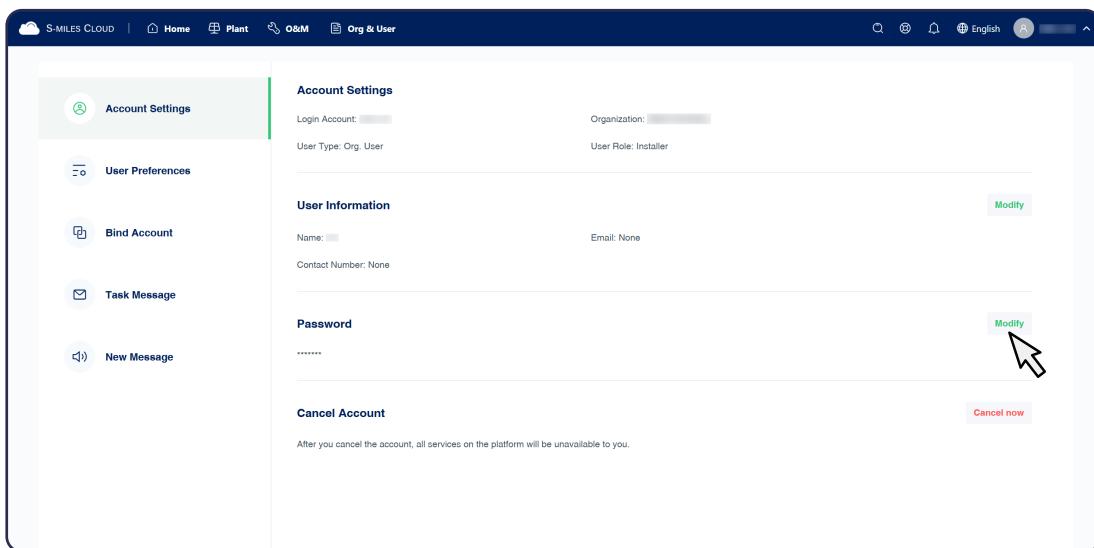 S-MILES CLOUD | Home Plant O&M Org & User English A
Account Settings
User Preferences
Bind Account
Task Message
New Message
Account Settings
Login Account: Organization:
User Type: Org. User User Role: Installer
User Information Modify
Name: Email: None
Contact Number: None
Password Modify
*******
Cancel Account Cancel now
After you cancel the account, all services on the platform will be unavailable to you.